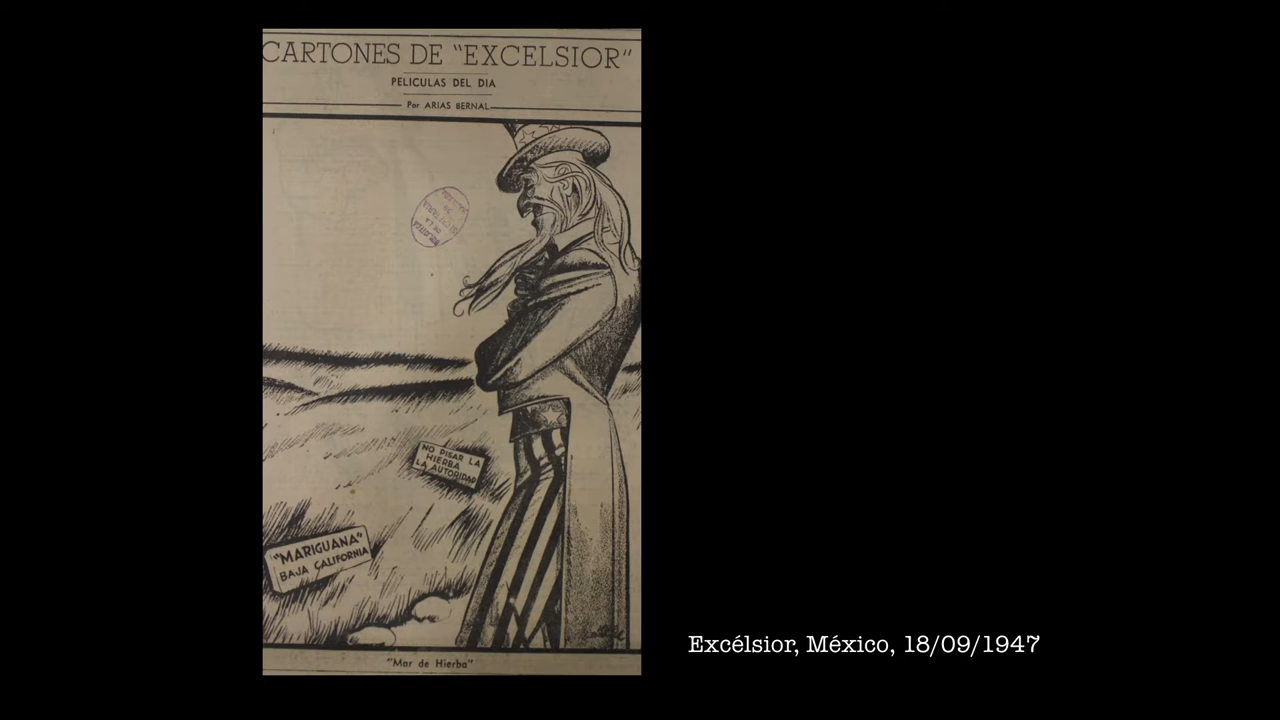 CARTONES DE "EXCELSIOR"
PELICULAS DEL DIA
Por ARIAS BERNAL
NO PISAR LA
HIERBA
LA AUTORIDAD
"MARIGUANA"
BAJA CALIFORNIA
"Mar de Hierba"
Excélsior, México, 18/09/1947